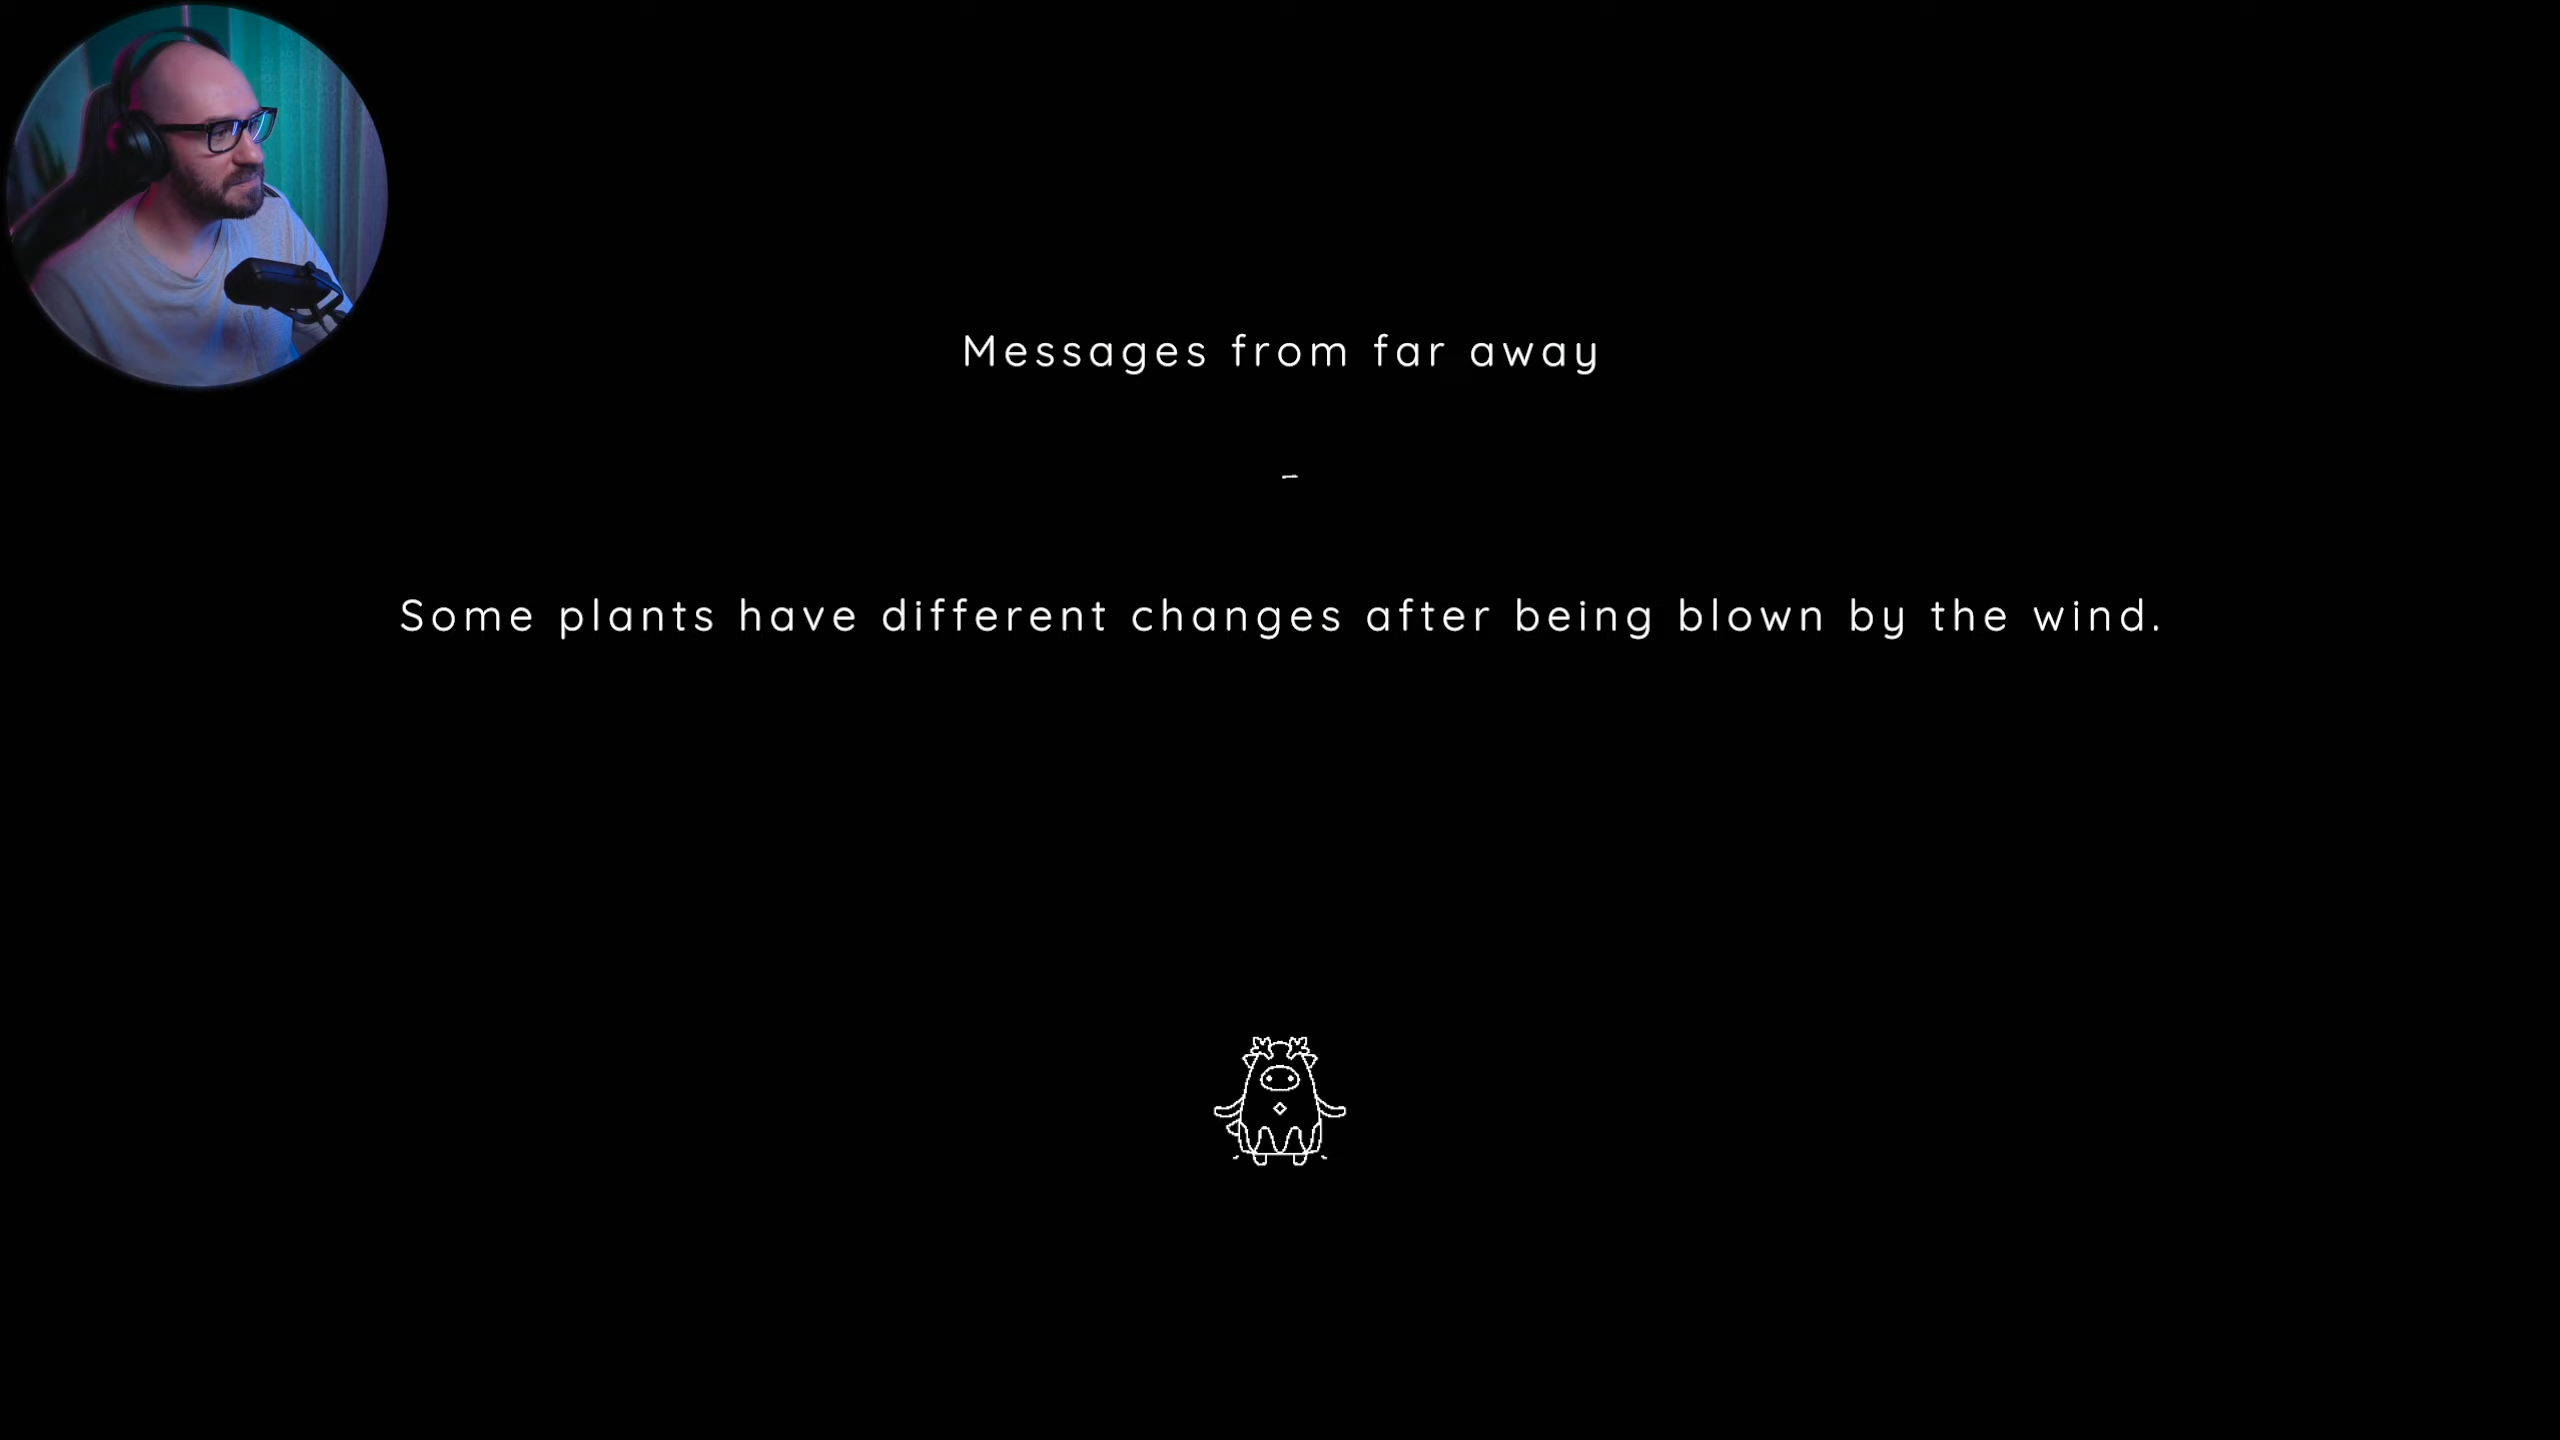 Messages from far away
-
Some plants have different changes after being blown by the wind.